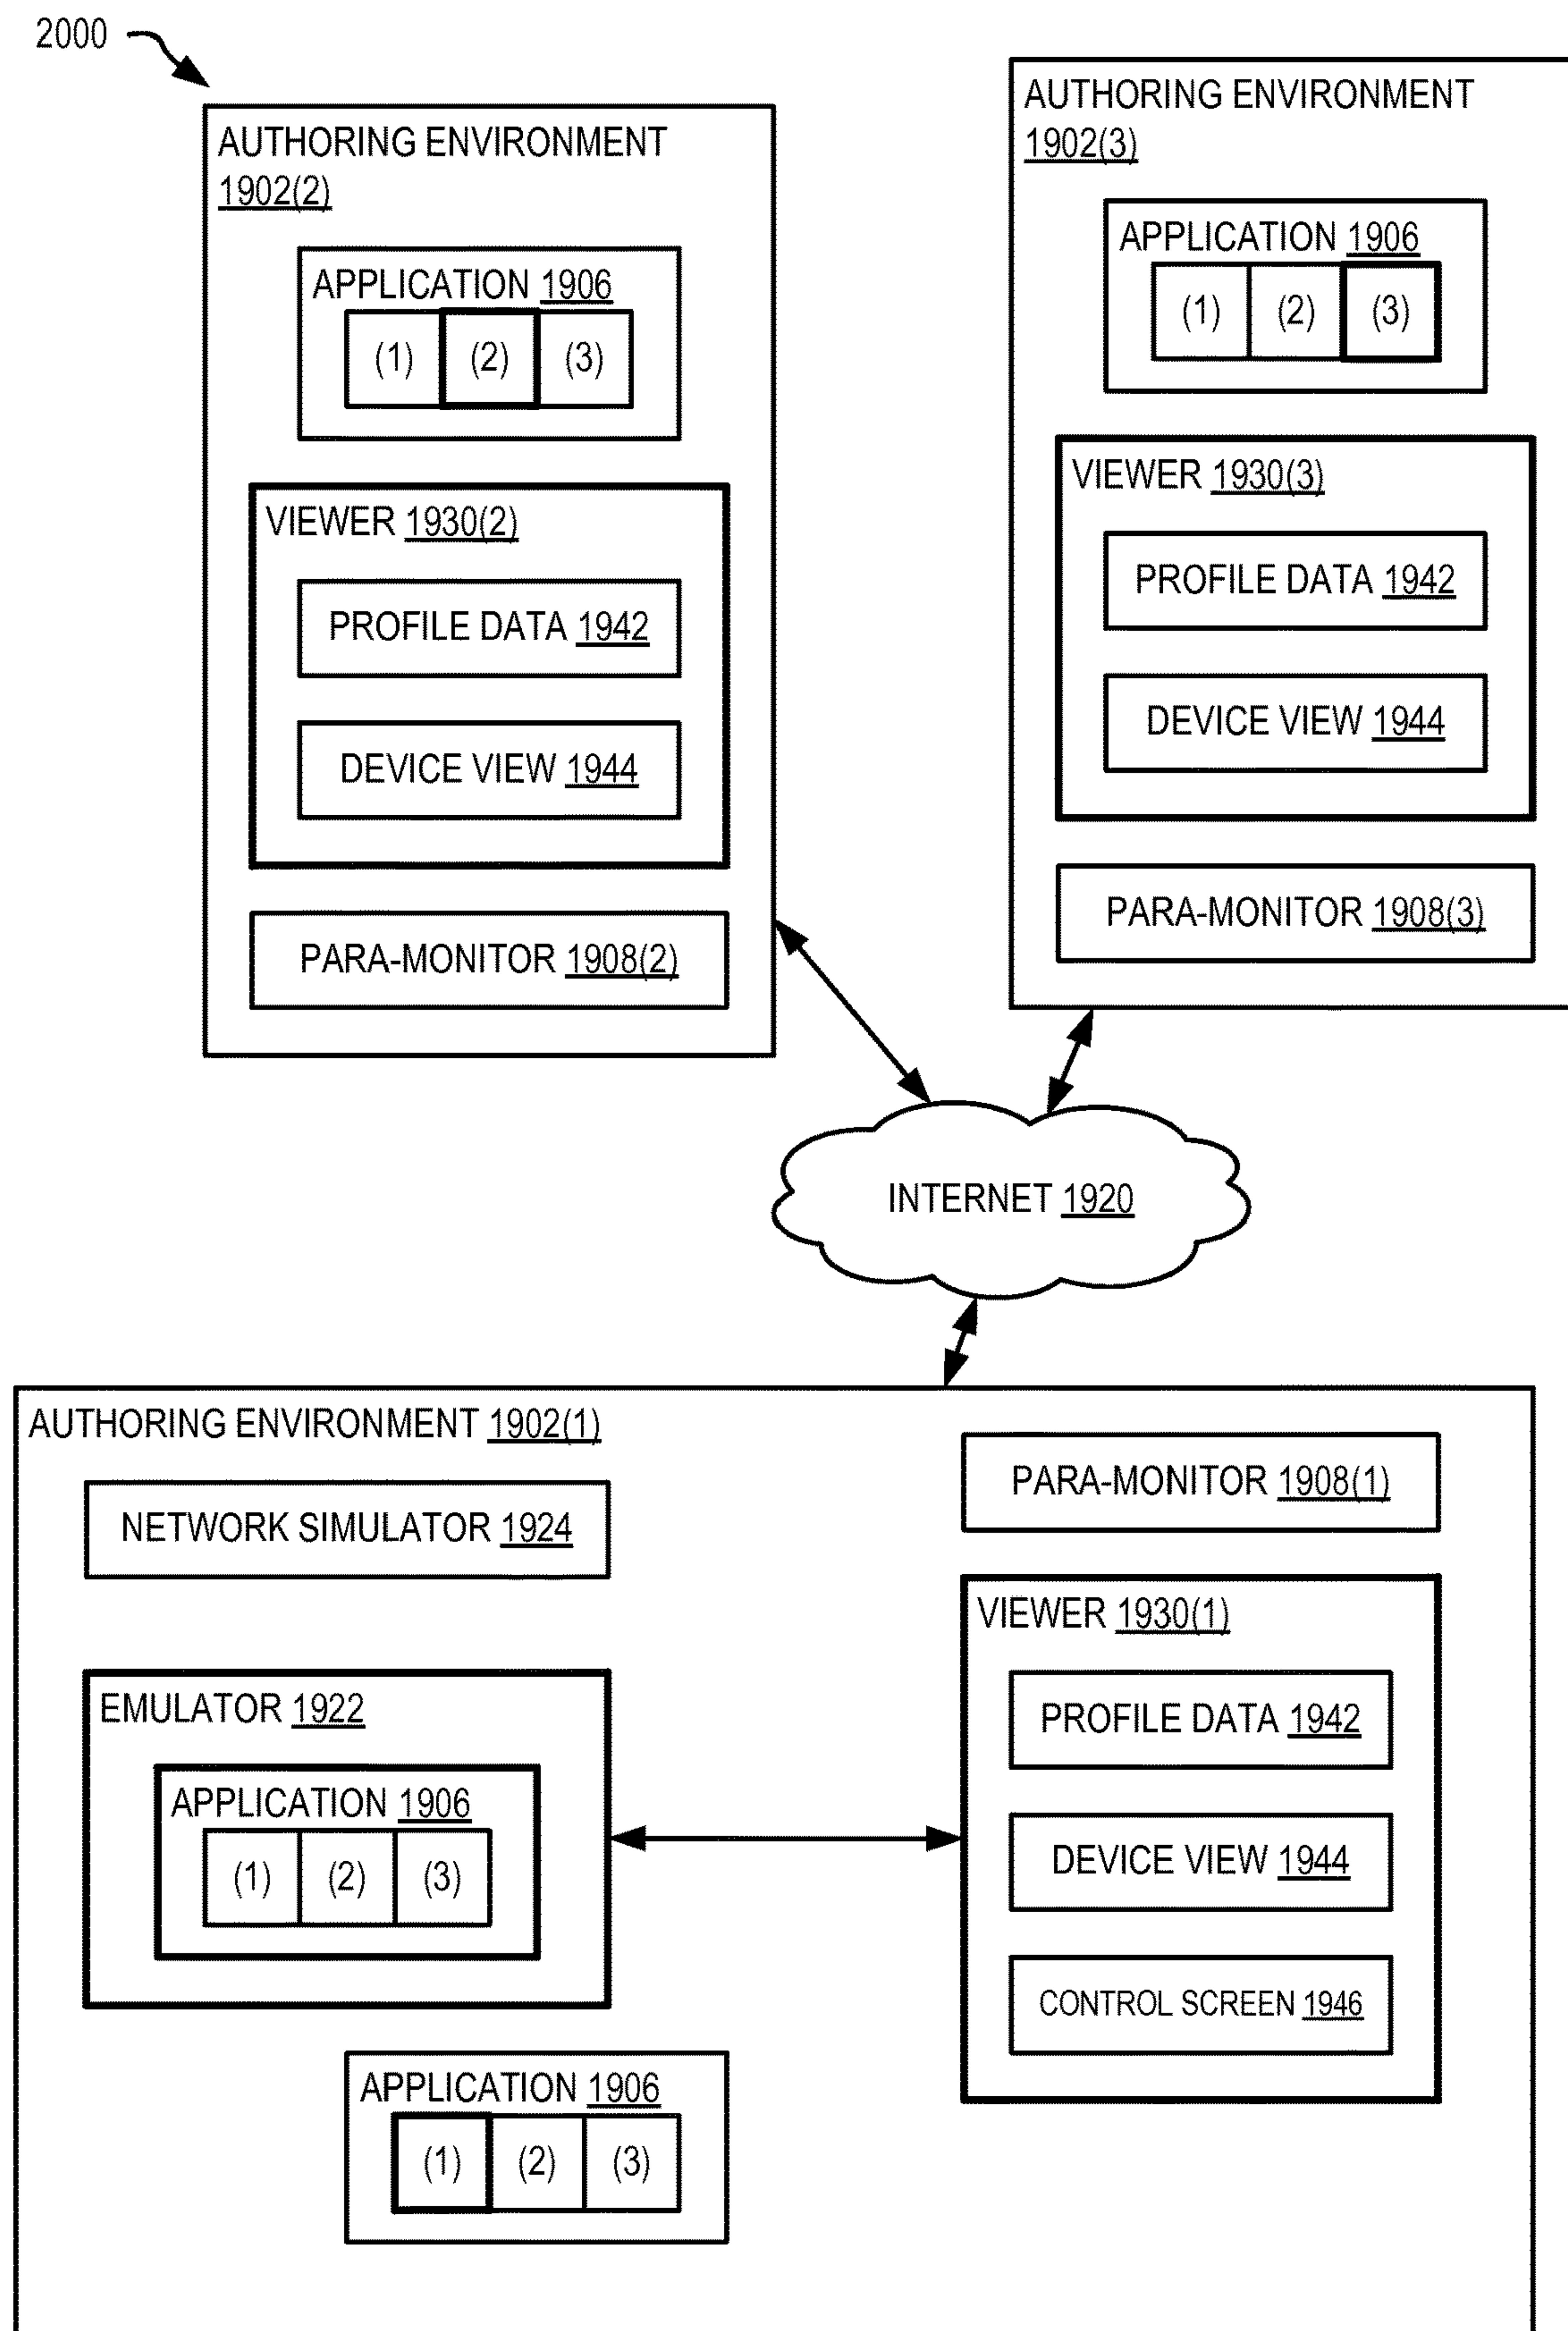 2000
AUTHORING ENVIRONMENT
1902(2)
APPLICATION 1906
(1) (2) (3)
VIEWER 1930(2)
PROFILE DATA 1942
DEVICE VIEW 1944
PARA-MONITOR 1908(2)
AUTHORING ENVIRONMENT
1902(3)
APPLICATION 1906
(1) (2) (3)
VIEWER 1930(3)
PROFILE DATA 1942
DEVICE VIEW 1944
PARA-MONITOR 1908(3)
INTERNET 1920
AUTHORING ENVIRONMENT 1902(1)
NETWORK SIMULATOR 1924
EMULATOR 1922
APPLICATION 1906
(1) (2) (3)
APPLICATION 1906
(1) (2) (3)
PARA-MONITOR 1908(1)
VIEWER 1930(1)
PROFILE DATA 1942
DEVICE VIEW 1944
CONTROL SCREEN 1946